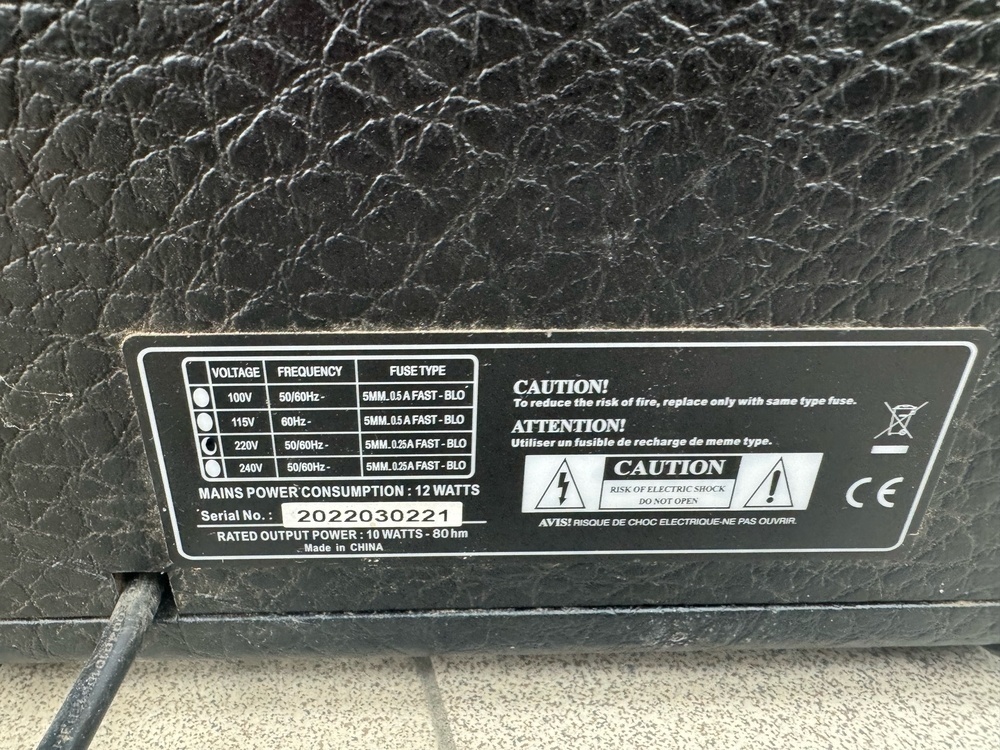 VOLTAGE FREQUENCY FUSE TYPE
100V 50/60Hz- 5MM..0.5 A FAST - BLO
115V 60Hz- 5MM..0.5 A FAST - BLO
220V 50/60Hz- 5MM..0.25A FAST - BLO
240V 50/60Hz- 5MM..0.25A FAST - BLO
MAINS POWER CONSUMPTION : 12 WATTS
Serial No. : 2022030221
RATED OUTPUT POWER : 10 WATTS - 80hm
Made in CHINA
CAUTION!
To reduce the risk of fire, replace only with same type fuse.
ATTENTION!
Utiliser un fusible de recharge de meme type.
CAUTION
RISK OF ELECTRIC SHOCK
DO NOT OPEN
AVIS! RISQUE DE CHOC ELECTRIQUE-NE PAS OUVRIR.
CE